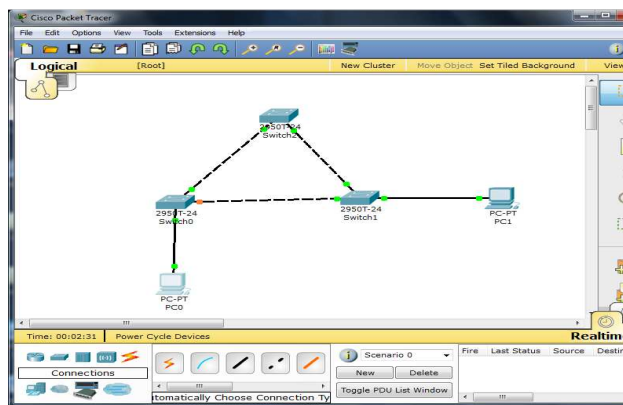 Cisco Packet Tracer
File Edit Options View Tools Extensions Help
Logical [Root] New Cluster Move Object Set Tiled Background View
2950T-24
Switch2
2950T-24
Switch0
2950T-24
Switch1
PC-PT
PC1
PC-PT
PC0
Time: 00:02:31 Power Cycle Devices Realtime
Scenario 0
Fire Last Status Source Destin
Connections
New Delete
Toggle PDU List Window
utomatically Choose Connection Ty